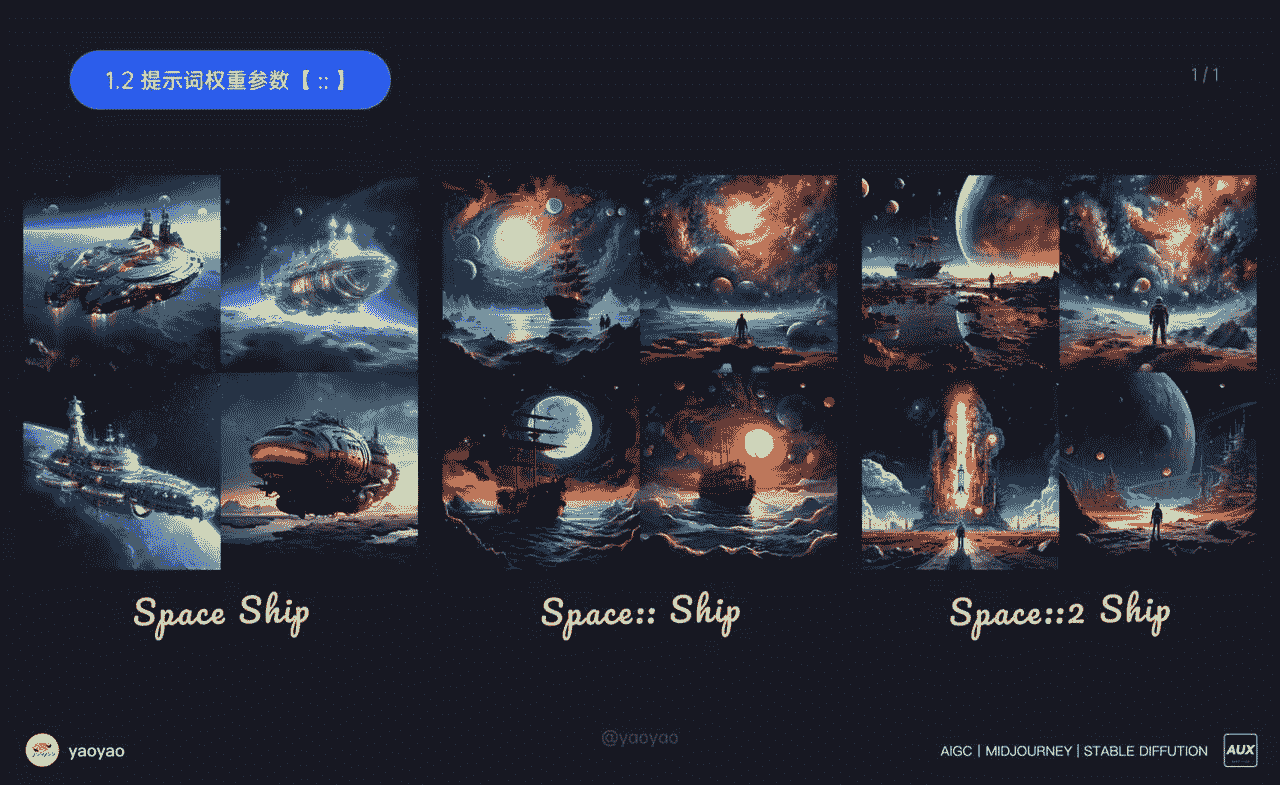 1.2 提示词权重参数【 :: 】
1 / 1
Space Ship
Space:: Ship
Space::2 Ship
yaoyao
@yaoyao
AIGC | MIDJOURNEY | STABLE DIFFUTION
AUX